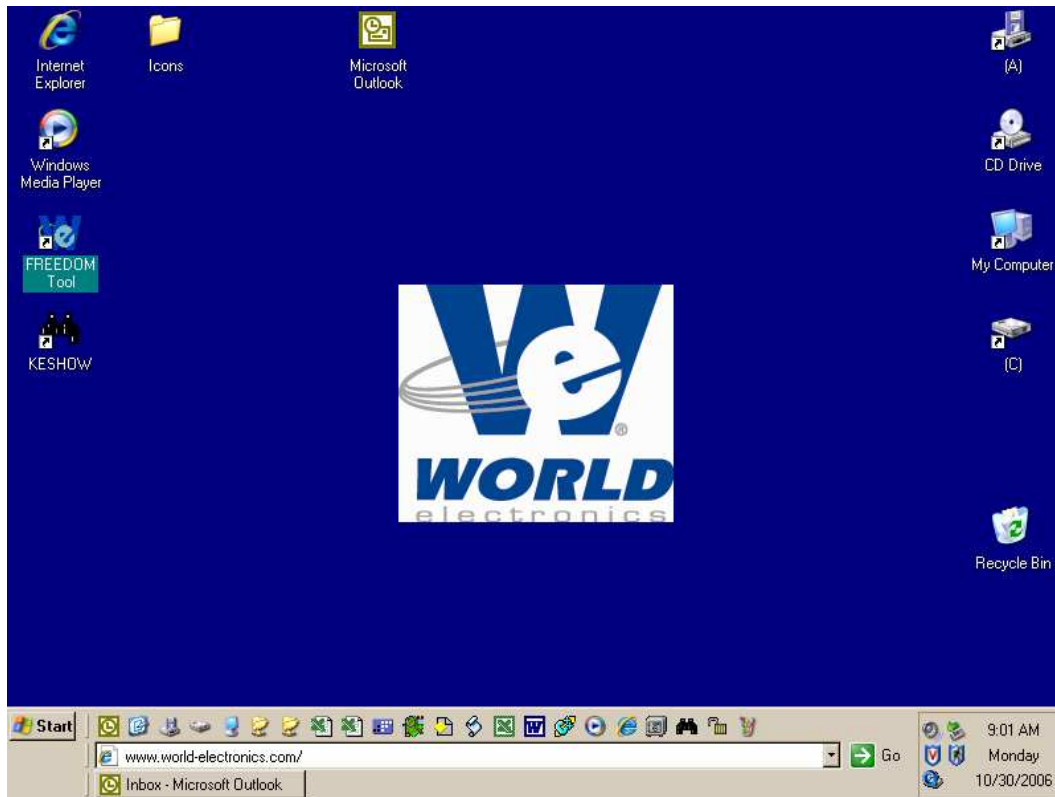 Internet
Explorer
Icons
Microsoft
Outlook
(A)
Windows
Media Player
CD Drive
FREEDOM
Tool
My Computer
KESHOW
(C)
We
®
WORLD
electronics
Recycle Bin
Start
9:01 AM
www.world-electronics.com/
Go
Monday
Inbox - Microsoft Outlook
10/30/2006